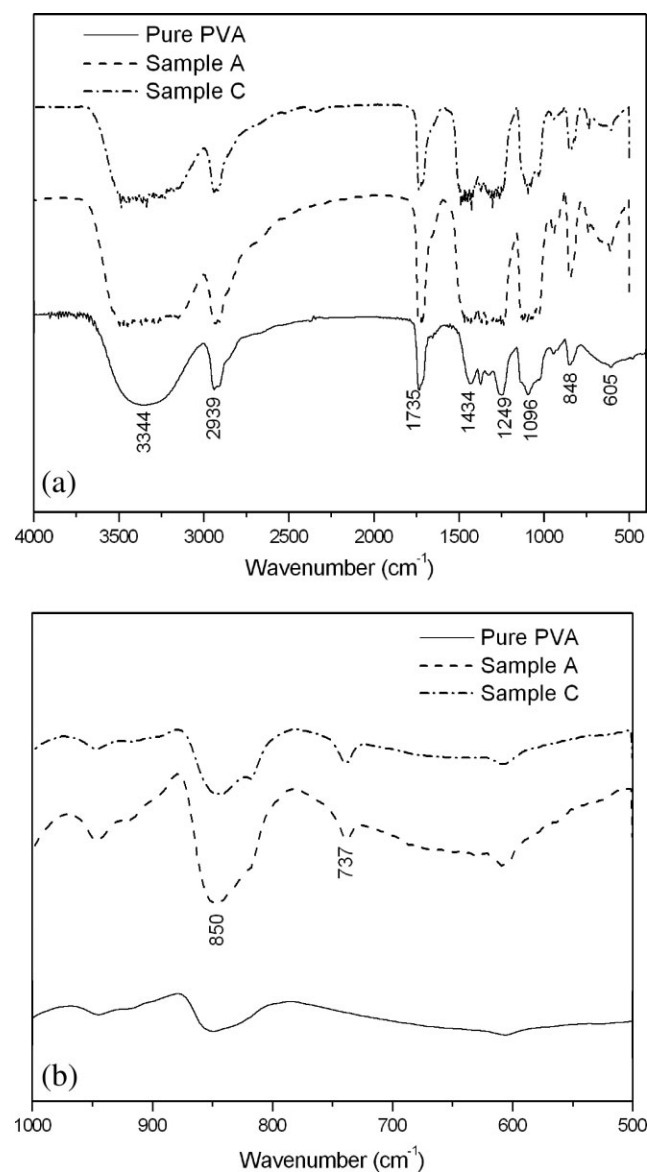 Pure PVA
Sample A
Sample C
3344
2939
1735
1434
1249
1096
848
605
(a)
4000 3500 3000 2500 2000 1500 1000 500
Wavenumber (cm⁻¹)
Pure PVA
Sample A
Sample C
850
737
(b)
1000 900 800 700 600 500
Wavenumber (cm⁻¹)